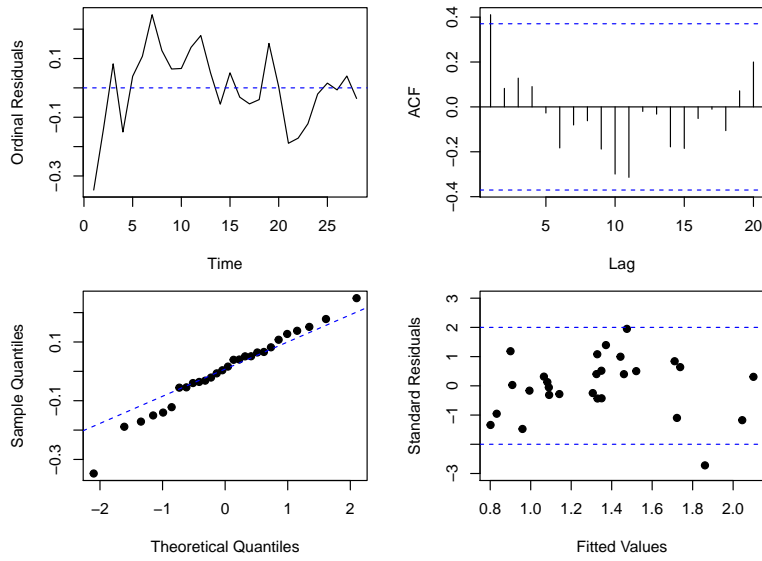 Ordinal Residuals
0.1
−0.1
−0.3
0 5 10 15 20 25
Time
ACF
0.4
0.2
0.0
−0.2
−0.4
5 10 15 20
Lag
Sample Quantiles
0.1
−0.1
−0.3
−2 −1 0 1 2
Theoretical Quantiles
Standard Residuals
3
2
1
0
−1
−3
0.8 1.0 1.2 1.4 1.6 1.8 2.0
Fitted Values